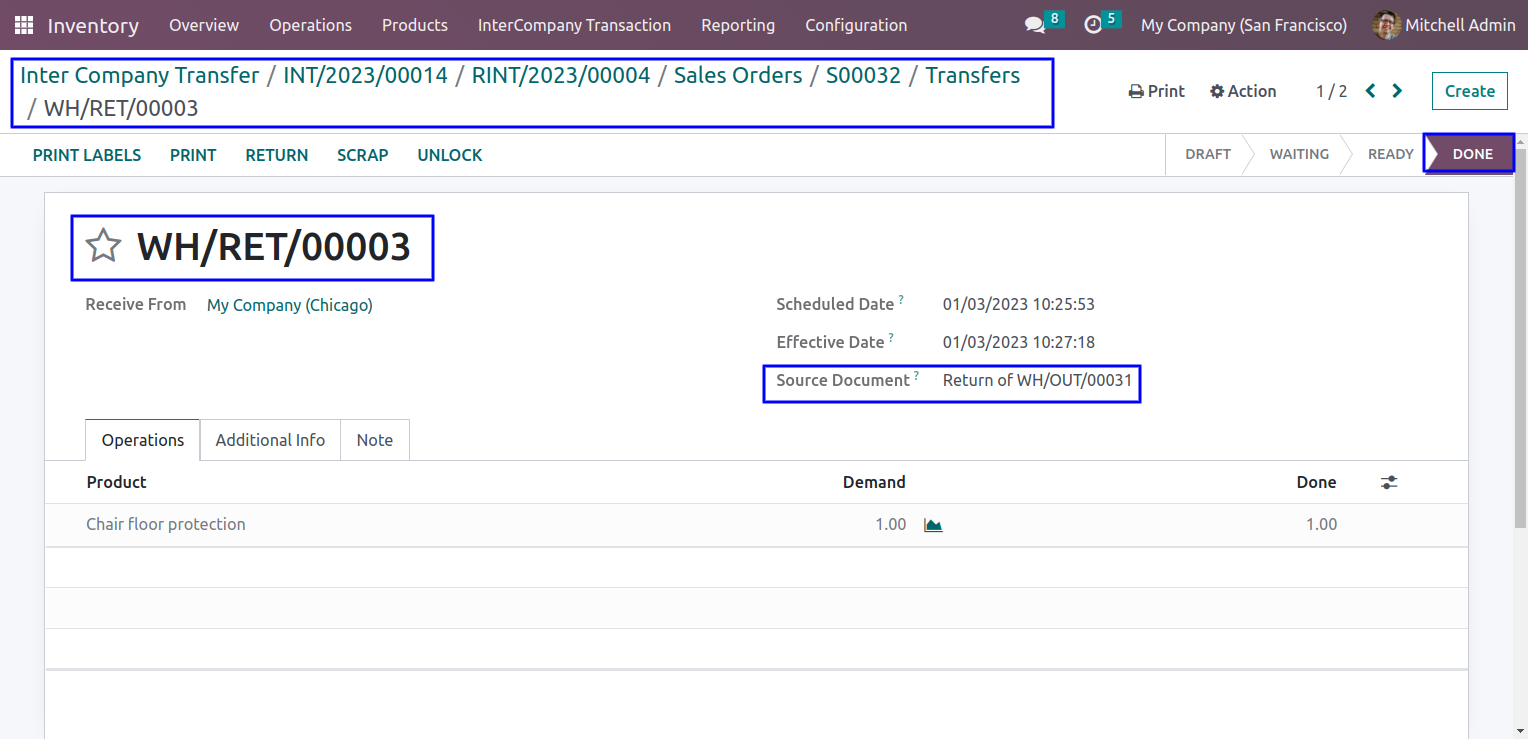 Inventory Overview Operations Products InterCompany Transaction Reporting Configuration 8 5 My Company (San Francisco) Mitchell Admin
Inter Company Transfer / INT/2023/00014 / RINT/2023/00004 / Sales Orders / S00032 / Transfers
/ WH/RET/00003
Print Action 1 / 2 Create
PRINT LABELS PRINT RETURN SCRAP UNLOCK DRAFT WAITING READY DONE
WH/RET/00003
Receive From My Company (Chicago)
Scheduled Date ? 01/03/2023 10:25:53
Effective Date ? 01/03/2023 10:27:18
Source Document ? Return of WH/OUT/00031
Operations Additional Info Note
Product Demand Done
Chair floor protection 1.00 1.00